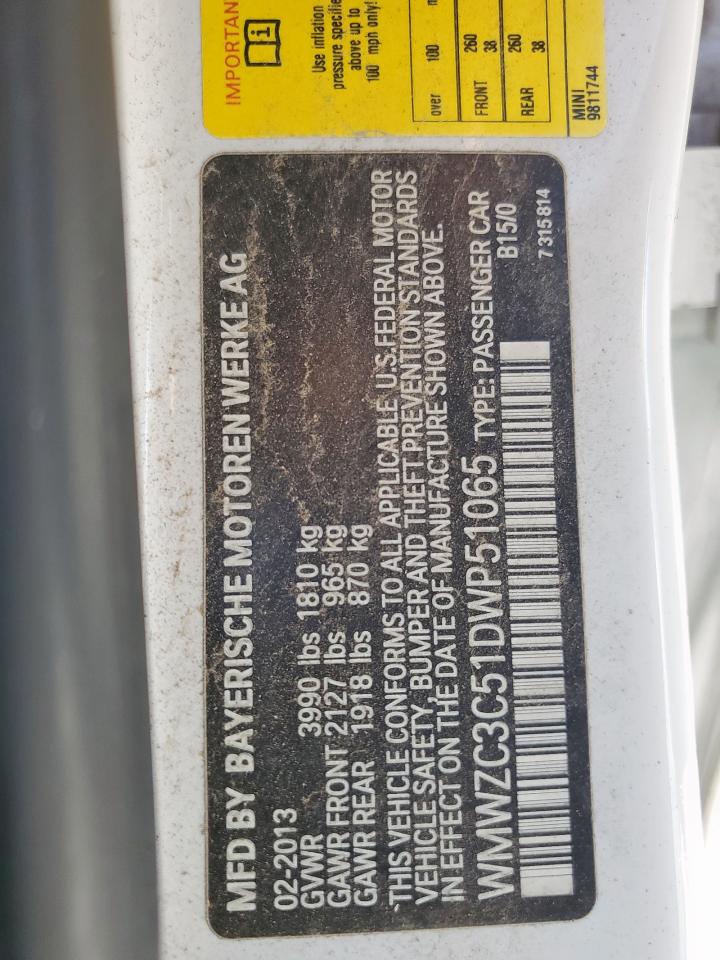 IMPORTAN
Use inflation
pressure specifie
above up to
100 mph only!
over 100 m
FRONT 260
38
REAR 260
38
MINI
9811744
MFD BY BAYERISCHE MOTOREN WERKE AG
02-2013
GVWR 3990 lbs 1810 kg
GAWR FRONT 2127 lbs 965 kg
GAWR REAR 1918 lbs 870 kg
THIS VEHICLE CONFORMS TO ALL APPLICABLE U.S. FEDERAL MOTOR
VEHICLE SAFETY, BUMPER AND THEFT PREVENTION STANDARDS
IN EFFECT ON THE DATE OF MANUFACTURE SHOWN ABOVE.
WMWZC3C51DWP51065 TYPE: PASSENGER CAR
B15/0
7 315 814